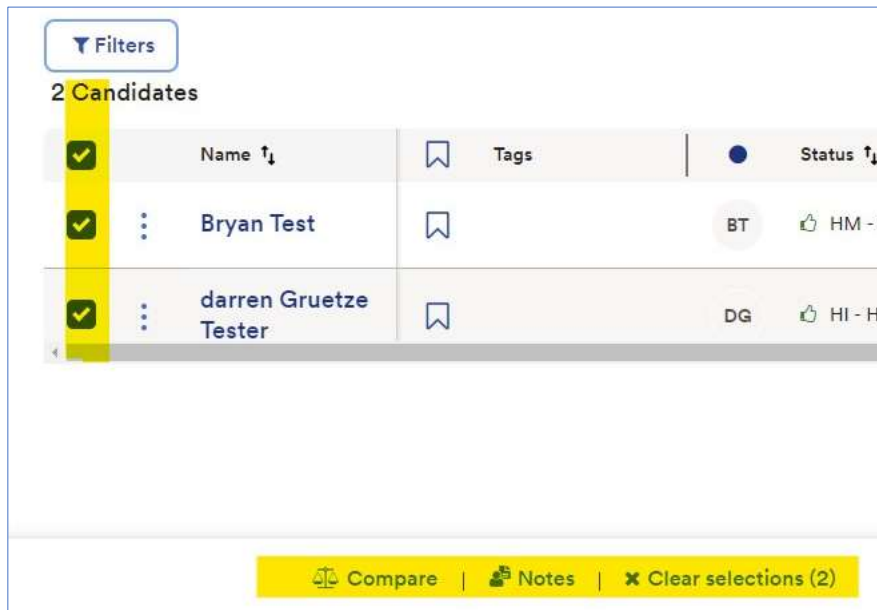 Filters
2 Candidates
Name Tags Status
Bryan Test BT HM -
darren Gruetze
Tester DG HI - H
Compare | Notes | Clear selections (2)